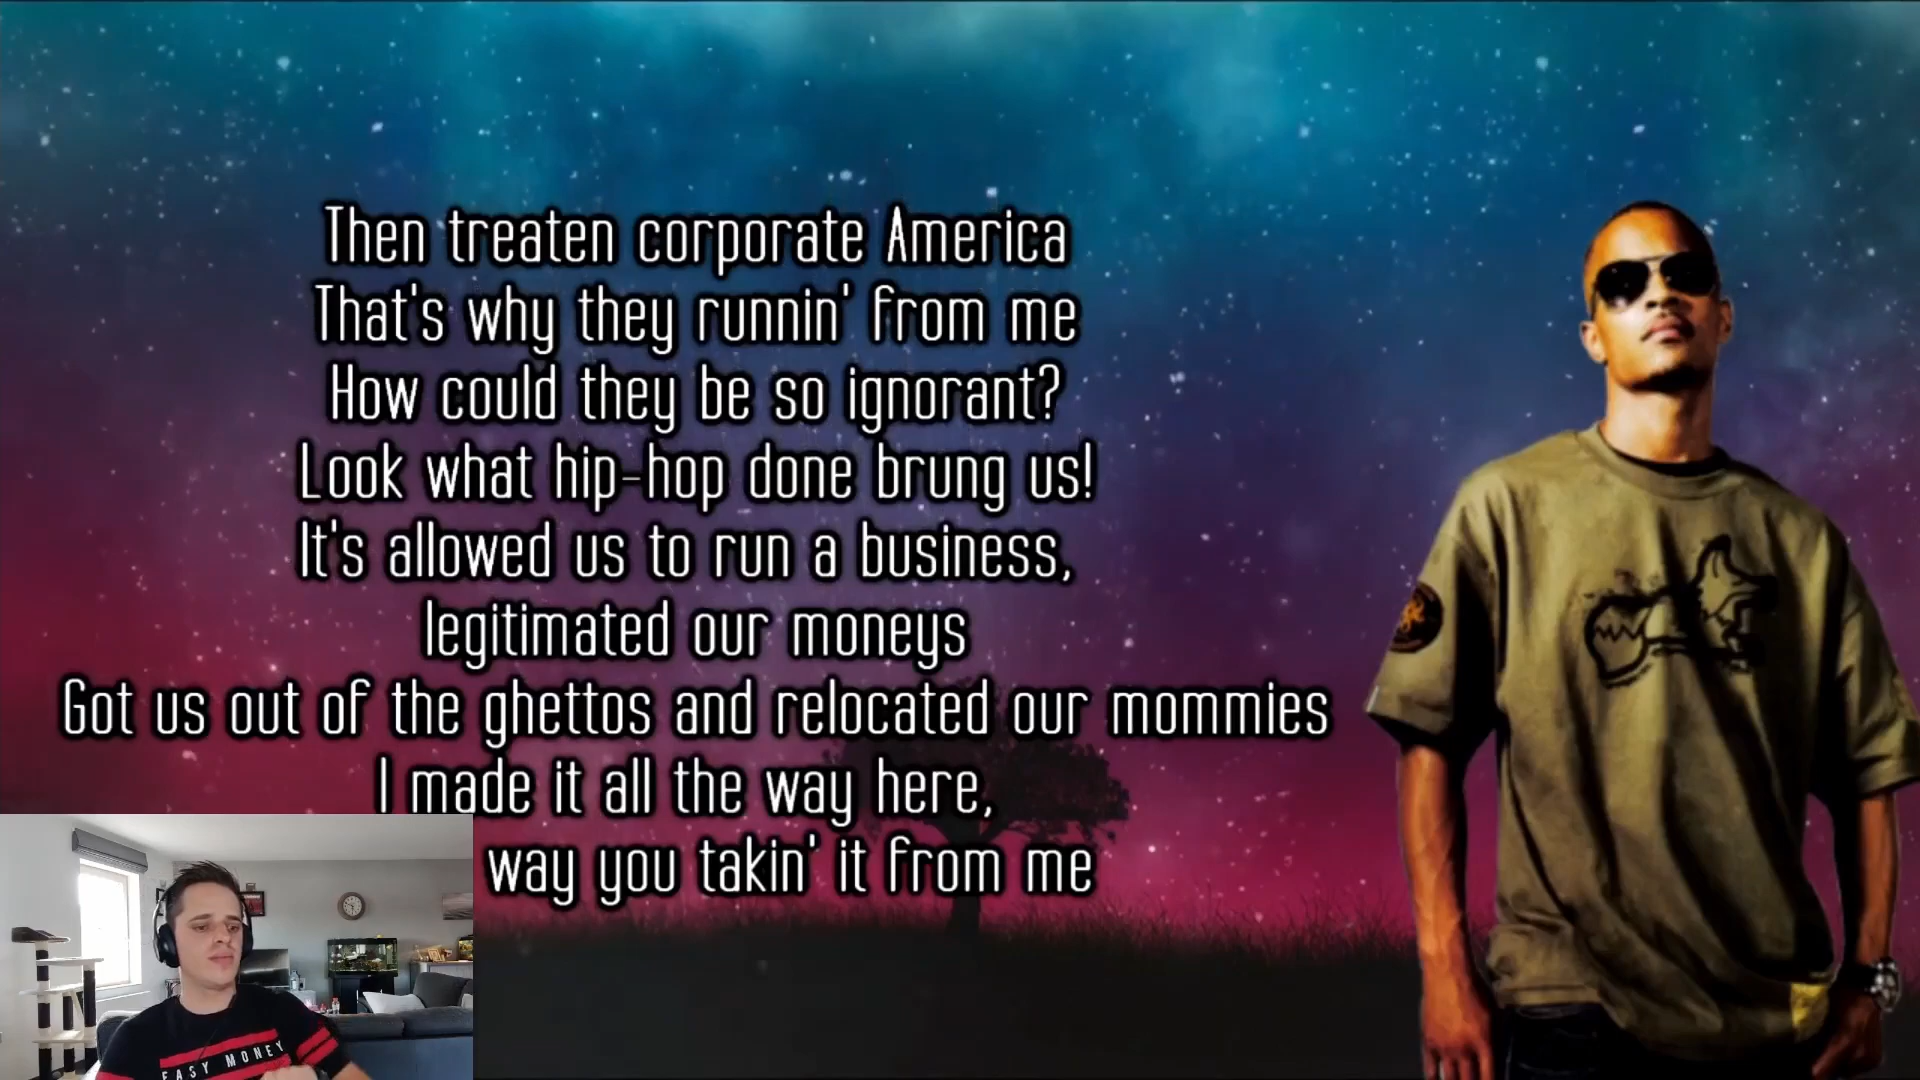 Then treaten corporate America
That's why they runnin' from me
How could they be so ignorant?
Look what hip-hop done brung us!
It's allowed us to run a business,
legitimated our moneys
Got us out of the ghettos and relocated our mommies
I made it all the way here,
way you takin' it from me
EASY MONEY